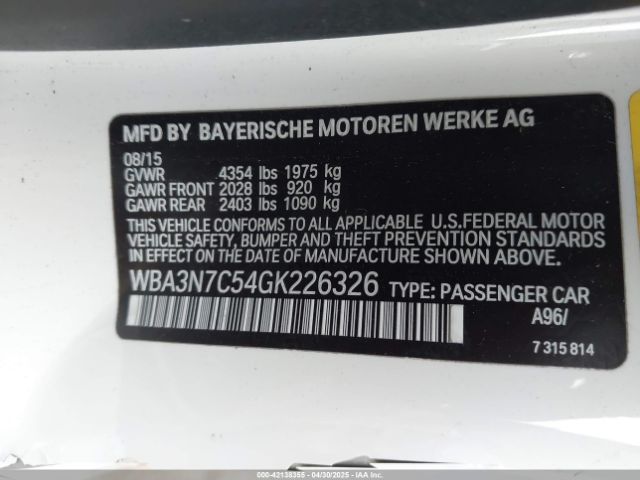 MFD BY BAYERISCHE MOTOREN WERKE AG
08/15
GVWR 4354 lbs 1975 kg
GAWR FRONT 2028 lbs 920 kg
GAWR REAR 2403 lbs 1090 kg
THIS VEHICLE CONFORMS TO ALL APPLICABLE U.S.FEDERAL MOTOR
VEHICLE SAFETY, BUMPER AND THEFT PREVENTION STANDARDS
IN EFFECT ON THE DATE OF MANUFACTURE SHOWN ABOVE.
WBA3N7C54GK226326 TYPE: PASSENGER CAR
A96/
7 315 814
000-42138355 - 04/30/2025 - IAAI.COM